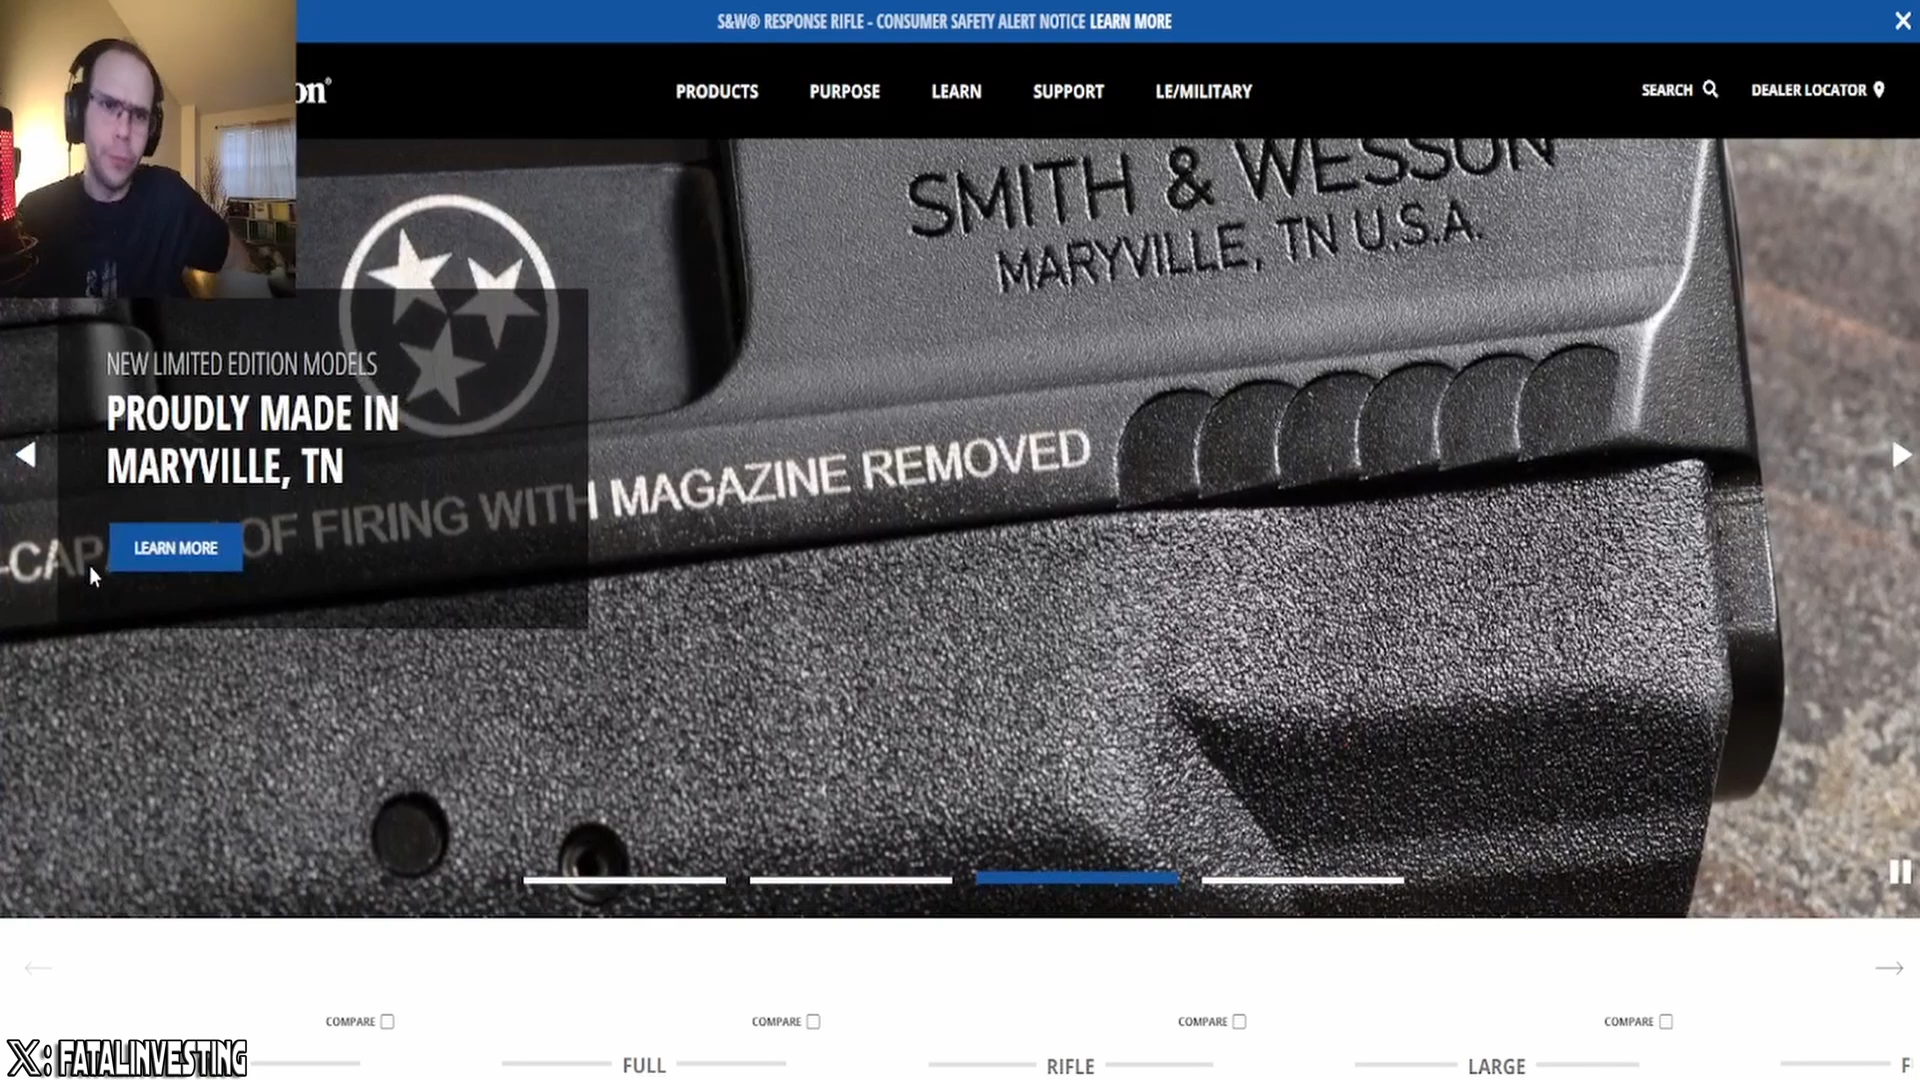 S&W® RESPONSE RIFLE - CONSUMER SAFETY ALERT NOTICE LEARN MORE
on®
PRODUCTS PURPOSE LEARN SUPPORT LE/MILITARY
SEARCH DEALER LOCATOR
SMITH & WESSON
MARYVILLE, TN U.S.A.
NEW LIMITED EDITION MODELS
PROUDLY MADE IN
MARYVILLE, TN
-CAP OF FIRING WITH MAGAZINE REMOVED
LEARN MORE
COMPARE COMPARE COMPARE COMPARE
FULL RIFLE LARGE F
X: FATALINVESTING